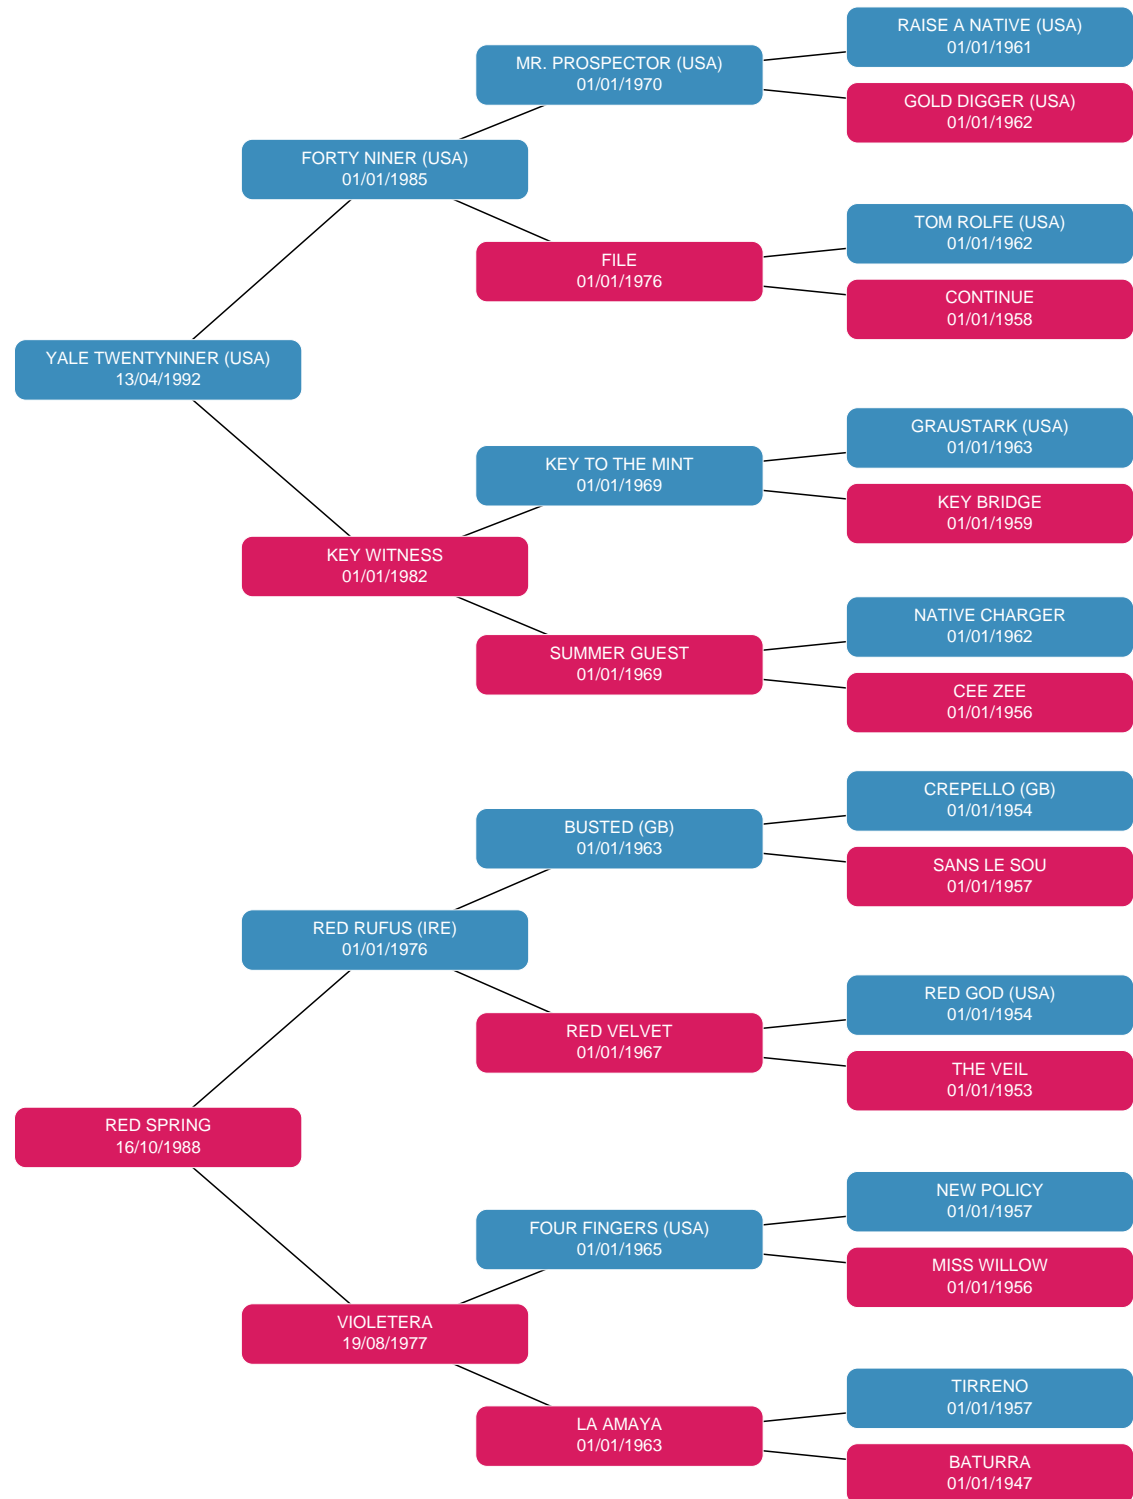 RAISE A NATIVE (USA)
01/01/1961
MR. PROSPECTOR (USA)
01/01/1970
GOLD DIGGER (USA)
01/01/1962
FORTY NINER (USA)
01/01/1985
TOM ROLFE (USA)
01/01/1962
FILE
01/01/1976
CONTINUE
01/01/1958
YALE TWENTYNINER (USA)
13/04/1992
GRAUSTARK (USA)
01/01/1963
KEY TO THE MINT
01/01/1969
KEY BRIDGE
01/01/1959
KEY WITNESS
01/01/1982
NATIVE CHARGER
01/01/1962
SUMMER GUEST
01/01/1969
CEE ZEE
01/01/1956
CREPELLO (GB)
01/01/1954
BUSTED (GB)
01/01/1963
SANS LE SOU
01/01/1957
RED RUFUS (IRE)
01/01/1976
RED GOD (USA)
01/01/1954
RED VELVET
01/01/1967
THE VEIL
01/01/1953
RED SPRING
16/10/1988
NEW POLICY
01/01/1957
FOUR FINGERS (USA)
01/01/1965
MISS WILLOW
01/01/1956
VIOLETERA
19/08/1977
TIRRENO
01/01/1957
LA AMAYA
01/01/1963
BATURRA
01/01/1947